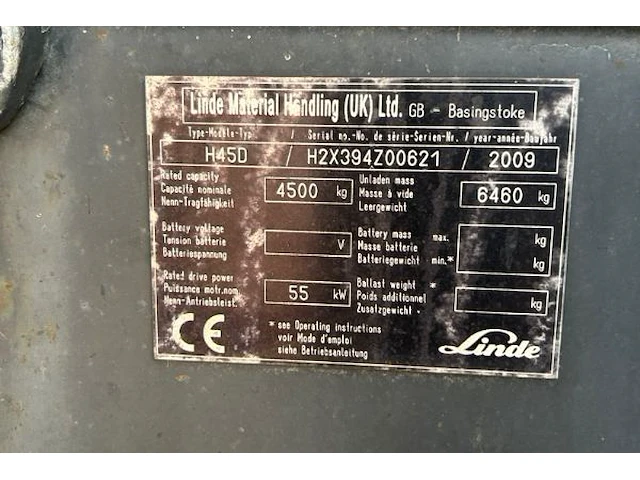 Linde Material Handling (UK) Ltd. GB - Basingstoke
Type-Modèle-Typ / Serial no.-No. de série-Serien-Nr. / year-année-Baujahr
H45D / H2X394Z00621 / 2009
Rated capacity
Capacité nominale
Nenn-Tragfähigkeit
4500 kg
Unladen mass
Masse à vide
Leergewicht
6460 kg
Battery voltage
Tension batterie
Batteriespannung
V
Battery mass max.
Masse batterie
Batteriegewicht min.*
kg
kg
Rated drive power
Puissance motr.nom
Nenn-Antriebsleist.
55 kW
Ballast weight *
Poids additionnel
Zusatzgewicht
kg
CE
* see Operating instructions
voir Mode d'emploi
siehe Betriebsanleitung
Linde